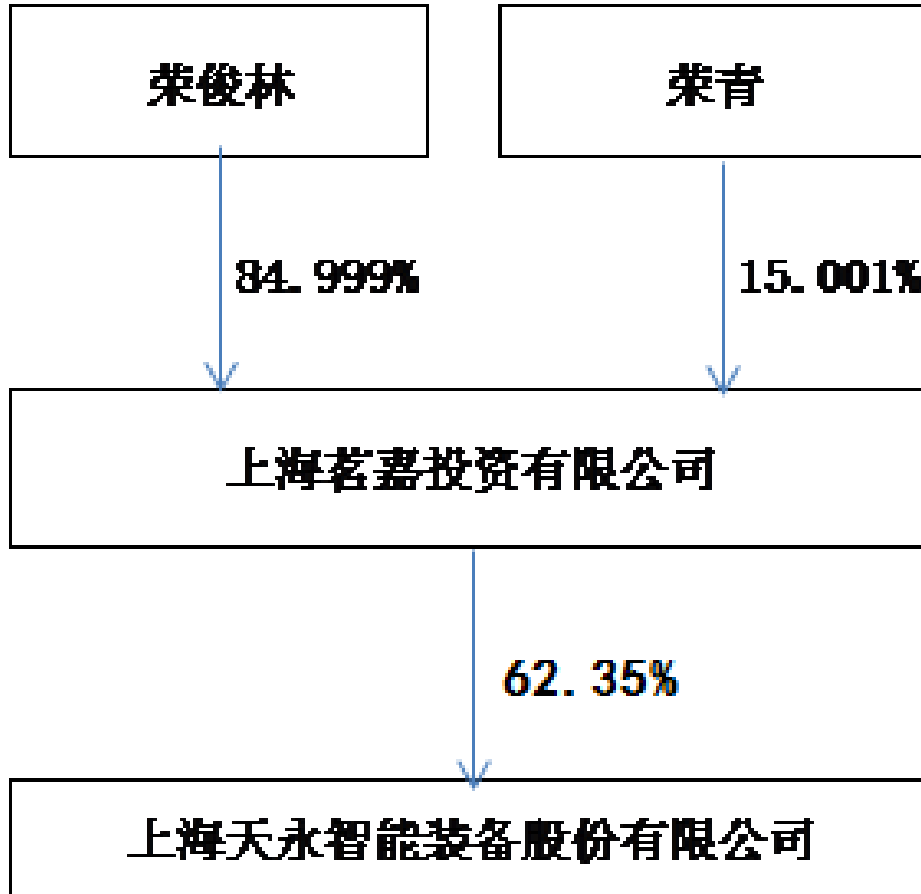 荣俊林
荣青
84.999%
15.001%
上海茗嘉投资有限公司
62.35%
上海天永智能装备股份有限公司